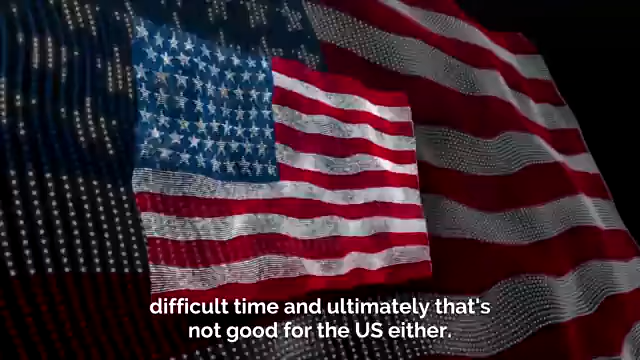 difficult time and ultimately that's
not good for the US either.